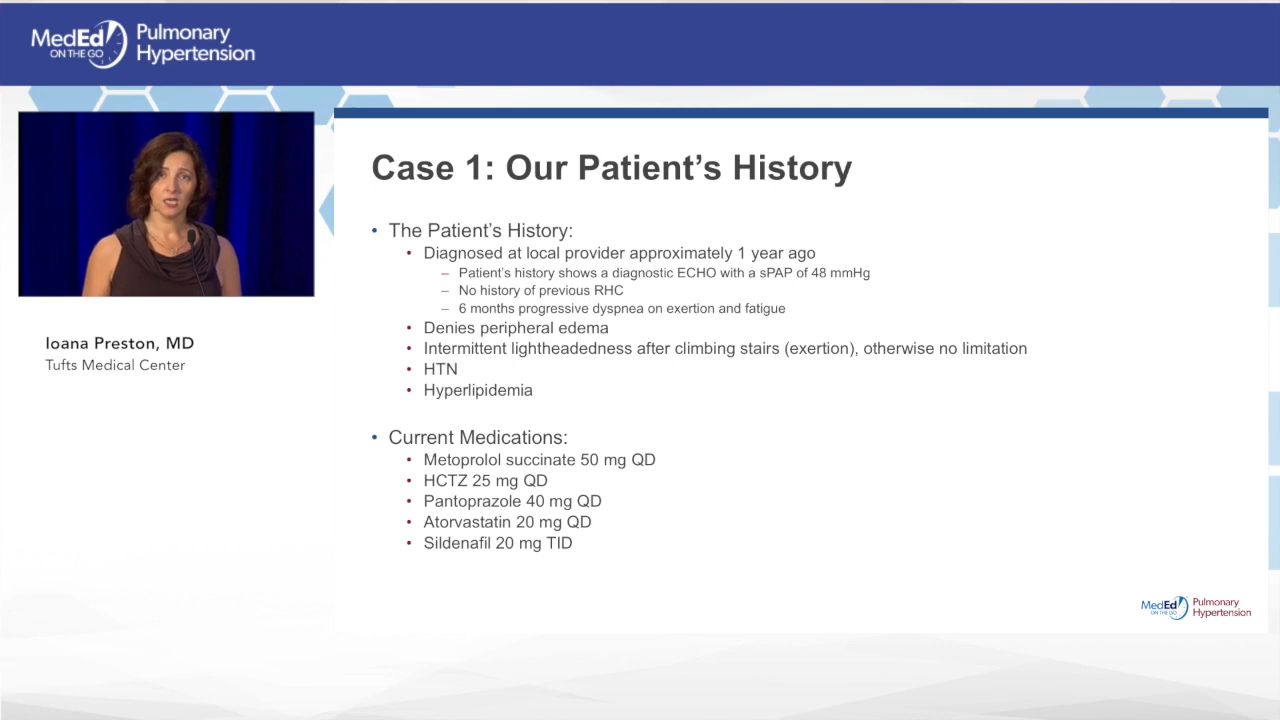 MedEd
ON THE GO
Pulmonary
Hypertension
Ioana Preston, MD
Tufts Medical Center
Case 1: Our Patient’s History
• The Patient’s History:
• Diagnosed at local provider approximately 1 year ago
– Patient’s history shows a diagnostic ECHO with a sPAP of 48 mmHg
– No history of previous RHC
– 6 months progressive dyspnea on exertion and fatigue
• Denies peripheral edema
• Intermittent lightheadedness after climbing stairs (exertion), otherwise no limitation
• HTN
• Hyperlipidemia
• Current Medications:
• Metoprolol succinate 50 mg QD
• HCTZ 25 mg QD
• Pantoprazole 40 mg QD
• Atorvastatin 20 mg QD
• Sildenafil 20 mg TID
MedEd
ON THE GO
Pulmonary
Hypertension